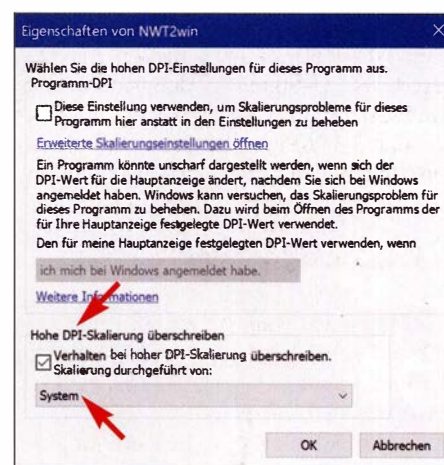 Eigenschaften von NWT2win
Wählen Sie die hohen DPI-Einstellungen für dieses Programm aus.
Programm-DPI
Diese Einstellung verwenden, um Skalierungsprobleme für dieses
Programm hier anstatt in den Einstellungen zu beheben
Erweiterte Skalierungseinstellungen öffnen
Ein Programm könnte unscharf dargestellt werden, wenn sich der
DPI-Wert für die Hauptanzeige ändert, nachdem Sie sich bei Windows
angemeldet haben. Windows kann versuchen, das Skalierungsproblem für
dieses Programm zu beheben. Dazu wird beim Öffnen des Programms der
für Ihre Hauptanzeige festgelegte DPI-Wert verwendet.
Den für meine Hauptanzeige festgelegten DPI-Wert verwenden, wenn
ich mich bei Windows angemeldet habe.
Weitere Informationen
Hohe DPI-Skalierung überschreiben
Verhalten bei hoher DPI-Skalierung überschreiben.
Skalierung durchgeführt von:
System
OK Abbrechen